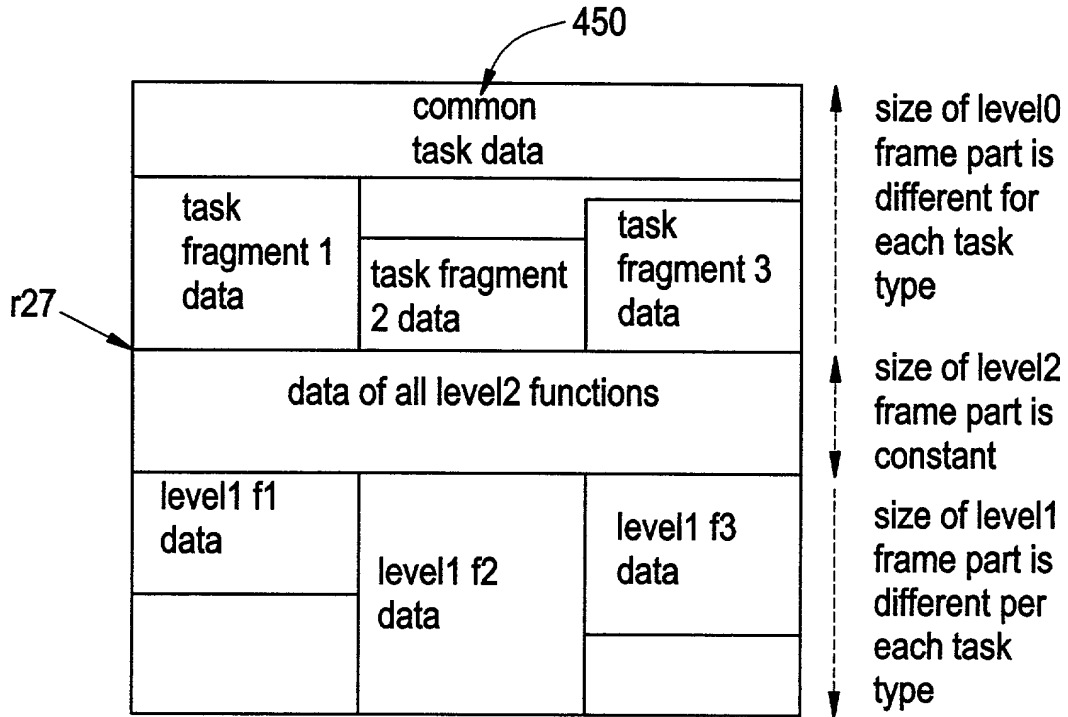 450
common
task data
size of level0
frame part is
different for
each task
type
task
fragment 1
data
task fragment
2 data
task
fragment 3
data
r27
data of all level2 functions
size of level2
frame part is
constant
level1 f1
data
level1 f2
data
level1 f3
data
size of level1
frame part is
different per
each task
type